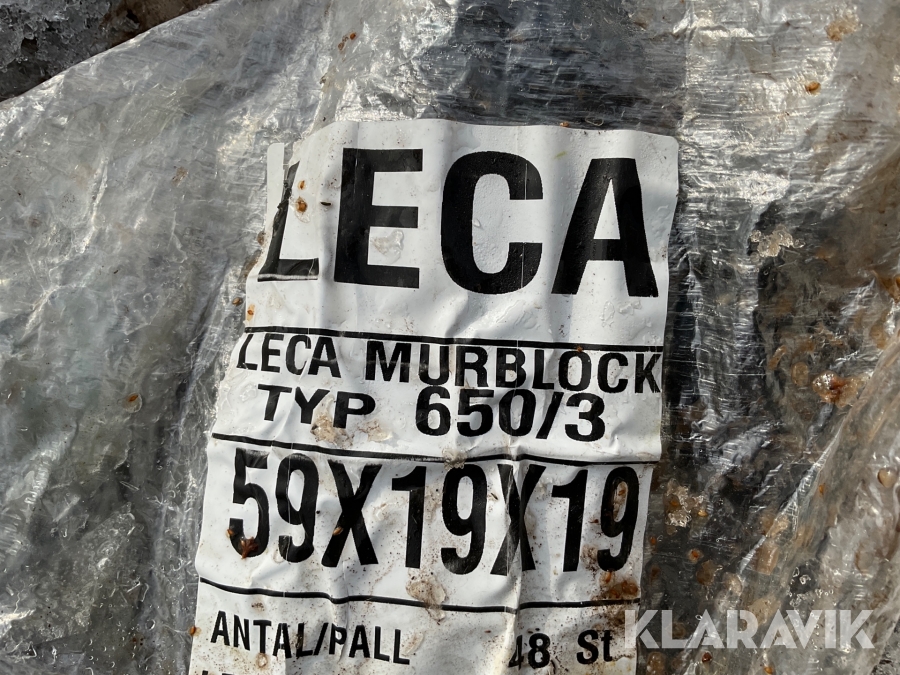 LECA
LECA MURBLOCK
TYP 650/3
59X19X19
ANTAL/PALL 48 St
KLARAVIK